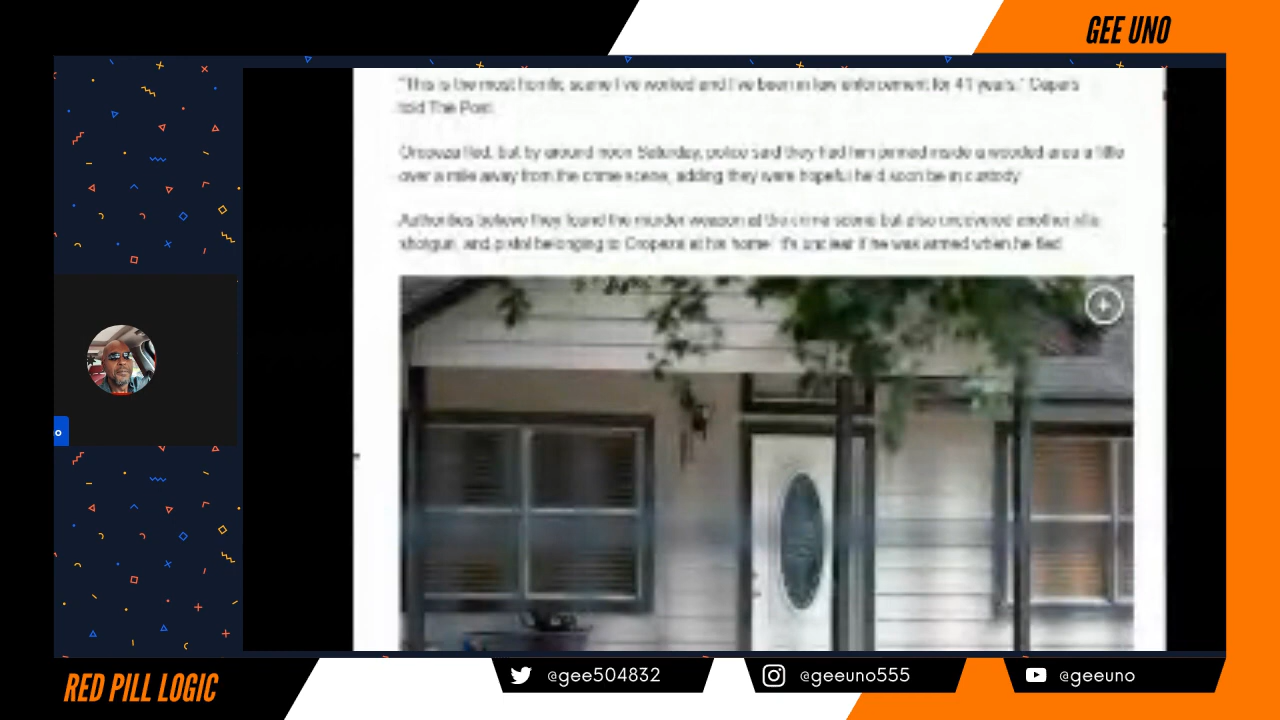 GEE UNO
"This is the most horrific scene I've worked and I've been in law enforcement for 41 years," Capers
told The Post.
Oropeza fled, but by around noon Saturday, police said they had him pinned inside a wooded area a little
over a mile away from the crime scene, adding they were hopeful he'd soon be in custody.
Authorities believe they found the murder weapon at the crime scene but also uncovered another rifle
shotgun, and pistol belonging to Oropeza at his home. It's unclear if he was armed when he fled.
o
RED PILL LOGIC
@gee504832
@geeuno555
@geeuno